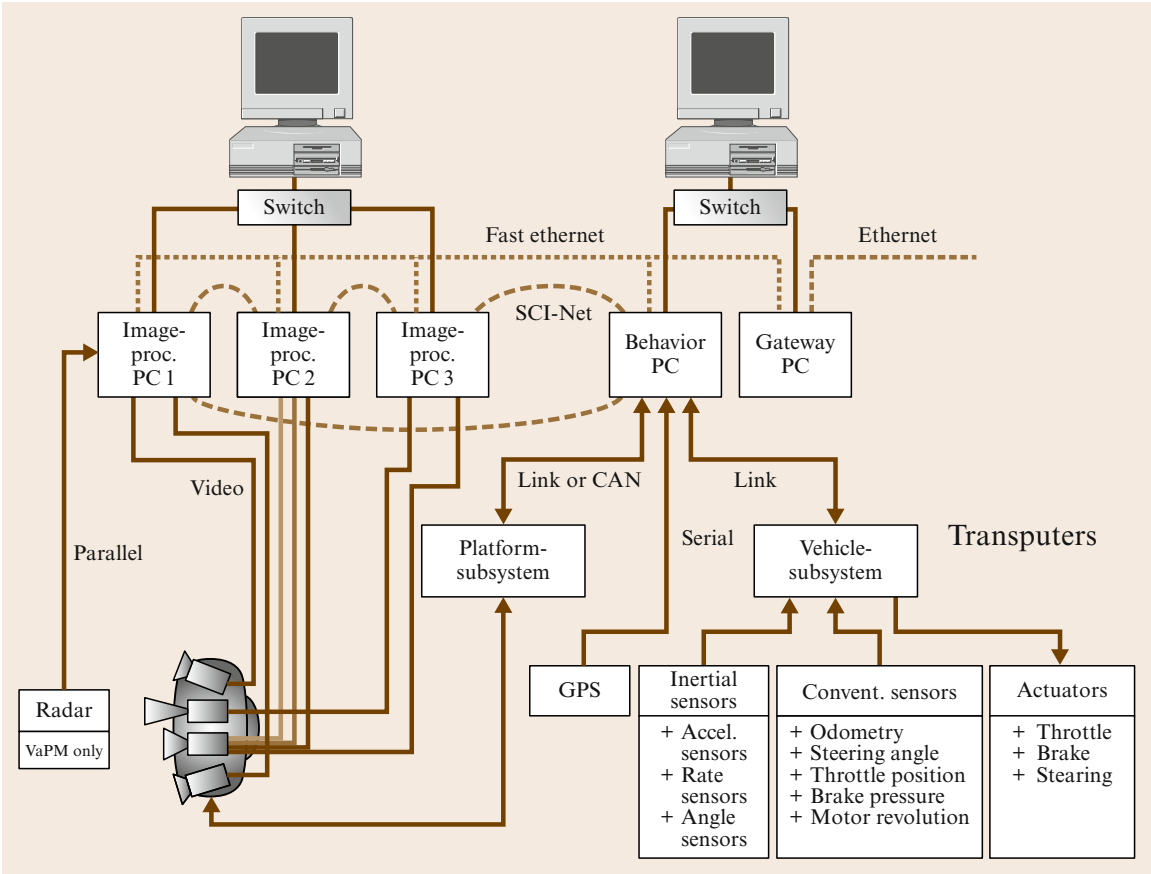 Switch
Switch
Fast ethernet
Ethernet
SCI-Net
Image-
proc.
PC 1
Image-
proc.
PC 2
Image-
proc.
PC 3
Behavior
PC
Gateway
PC
Video
Link or CAN
Link
Parallel
Serial
Platform-
subsystem
Vehicle-
subsystem
Transputers
Radar
VaPM only
GPS
Inertial
sensors
+ Accel.
sensors
+ Rate
sensors
+ Angle
sensors
Convent. sensors
+ Odometry
+ Steering angle
+ Throttle position
+ Brake pressure
+ Motor revolution
Actuators
+ Throttle
+ Brake
+ Stearing